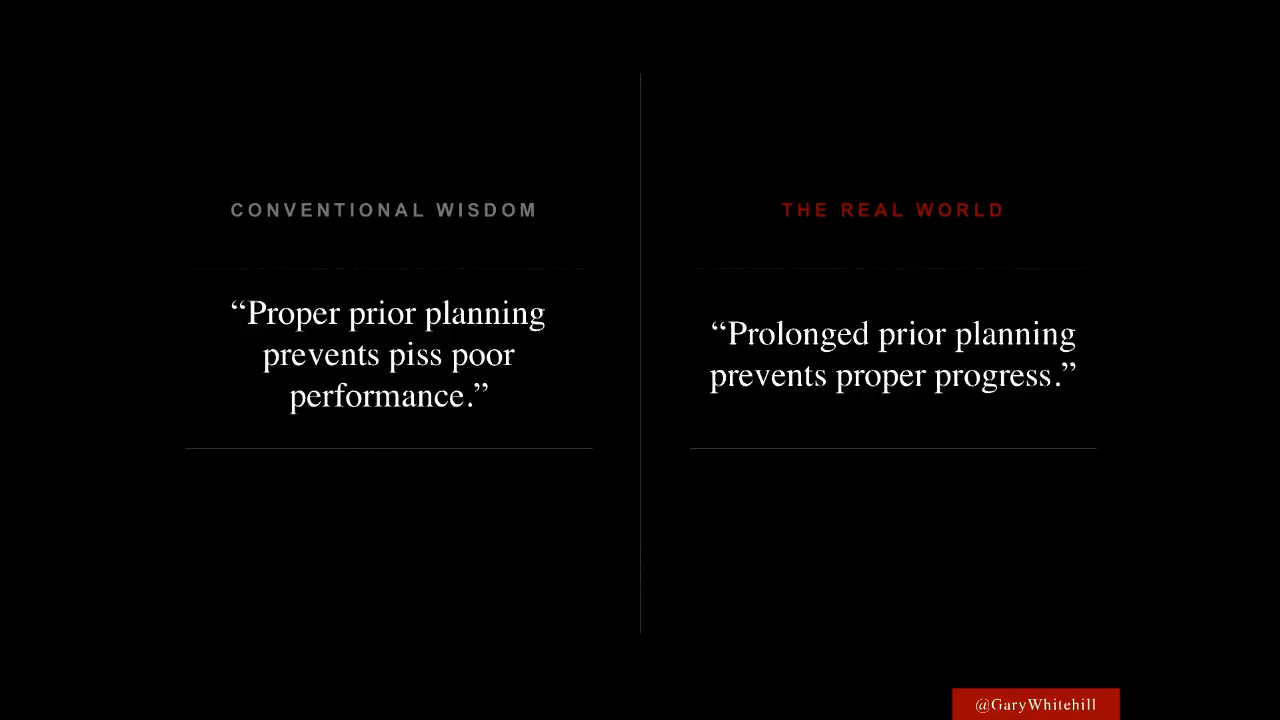 CONVENTIONAL WISDOM
“Proper prior planning
prevents piss poor
performance.”
THE REAL WORLD
“Prolonged prior planning
prevents proper progress.”
@GaryWhitehill